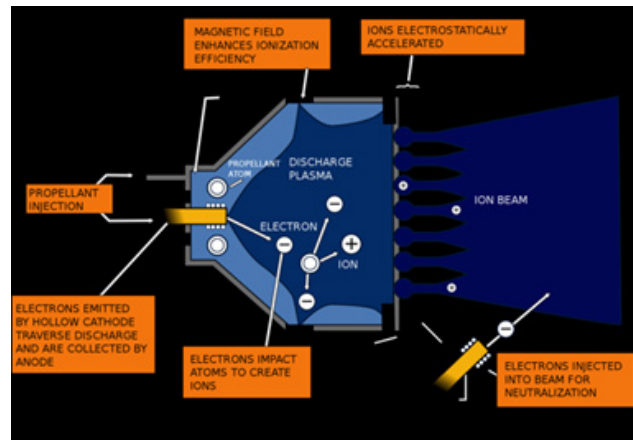 MAGNETIC FIELD
ENHANCES IONIZATION
EFFICIENCY
IONS ELECTROSTATICALLY
ACCELERATED
PROPELLANT
ATOM
DISCHARGE
PLASMA
PROPELLANT
INJECTION
ELECTRON
ION
ION BEAM
ELECTRONS EMITTED
BY HOLLOW CATHODE
TRAVERSE DISCHARGE
AND ARE COLLECTED BY
ANODE
ELECTRONS IMPACT
ATOMS TO CREATE
IONS
ELECTRONS INJECTED
INTO BEAM FOR
NEUTRALIZATION